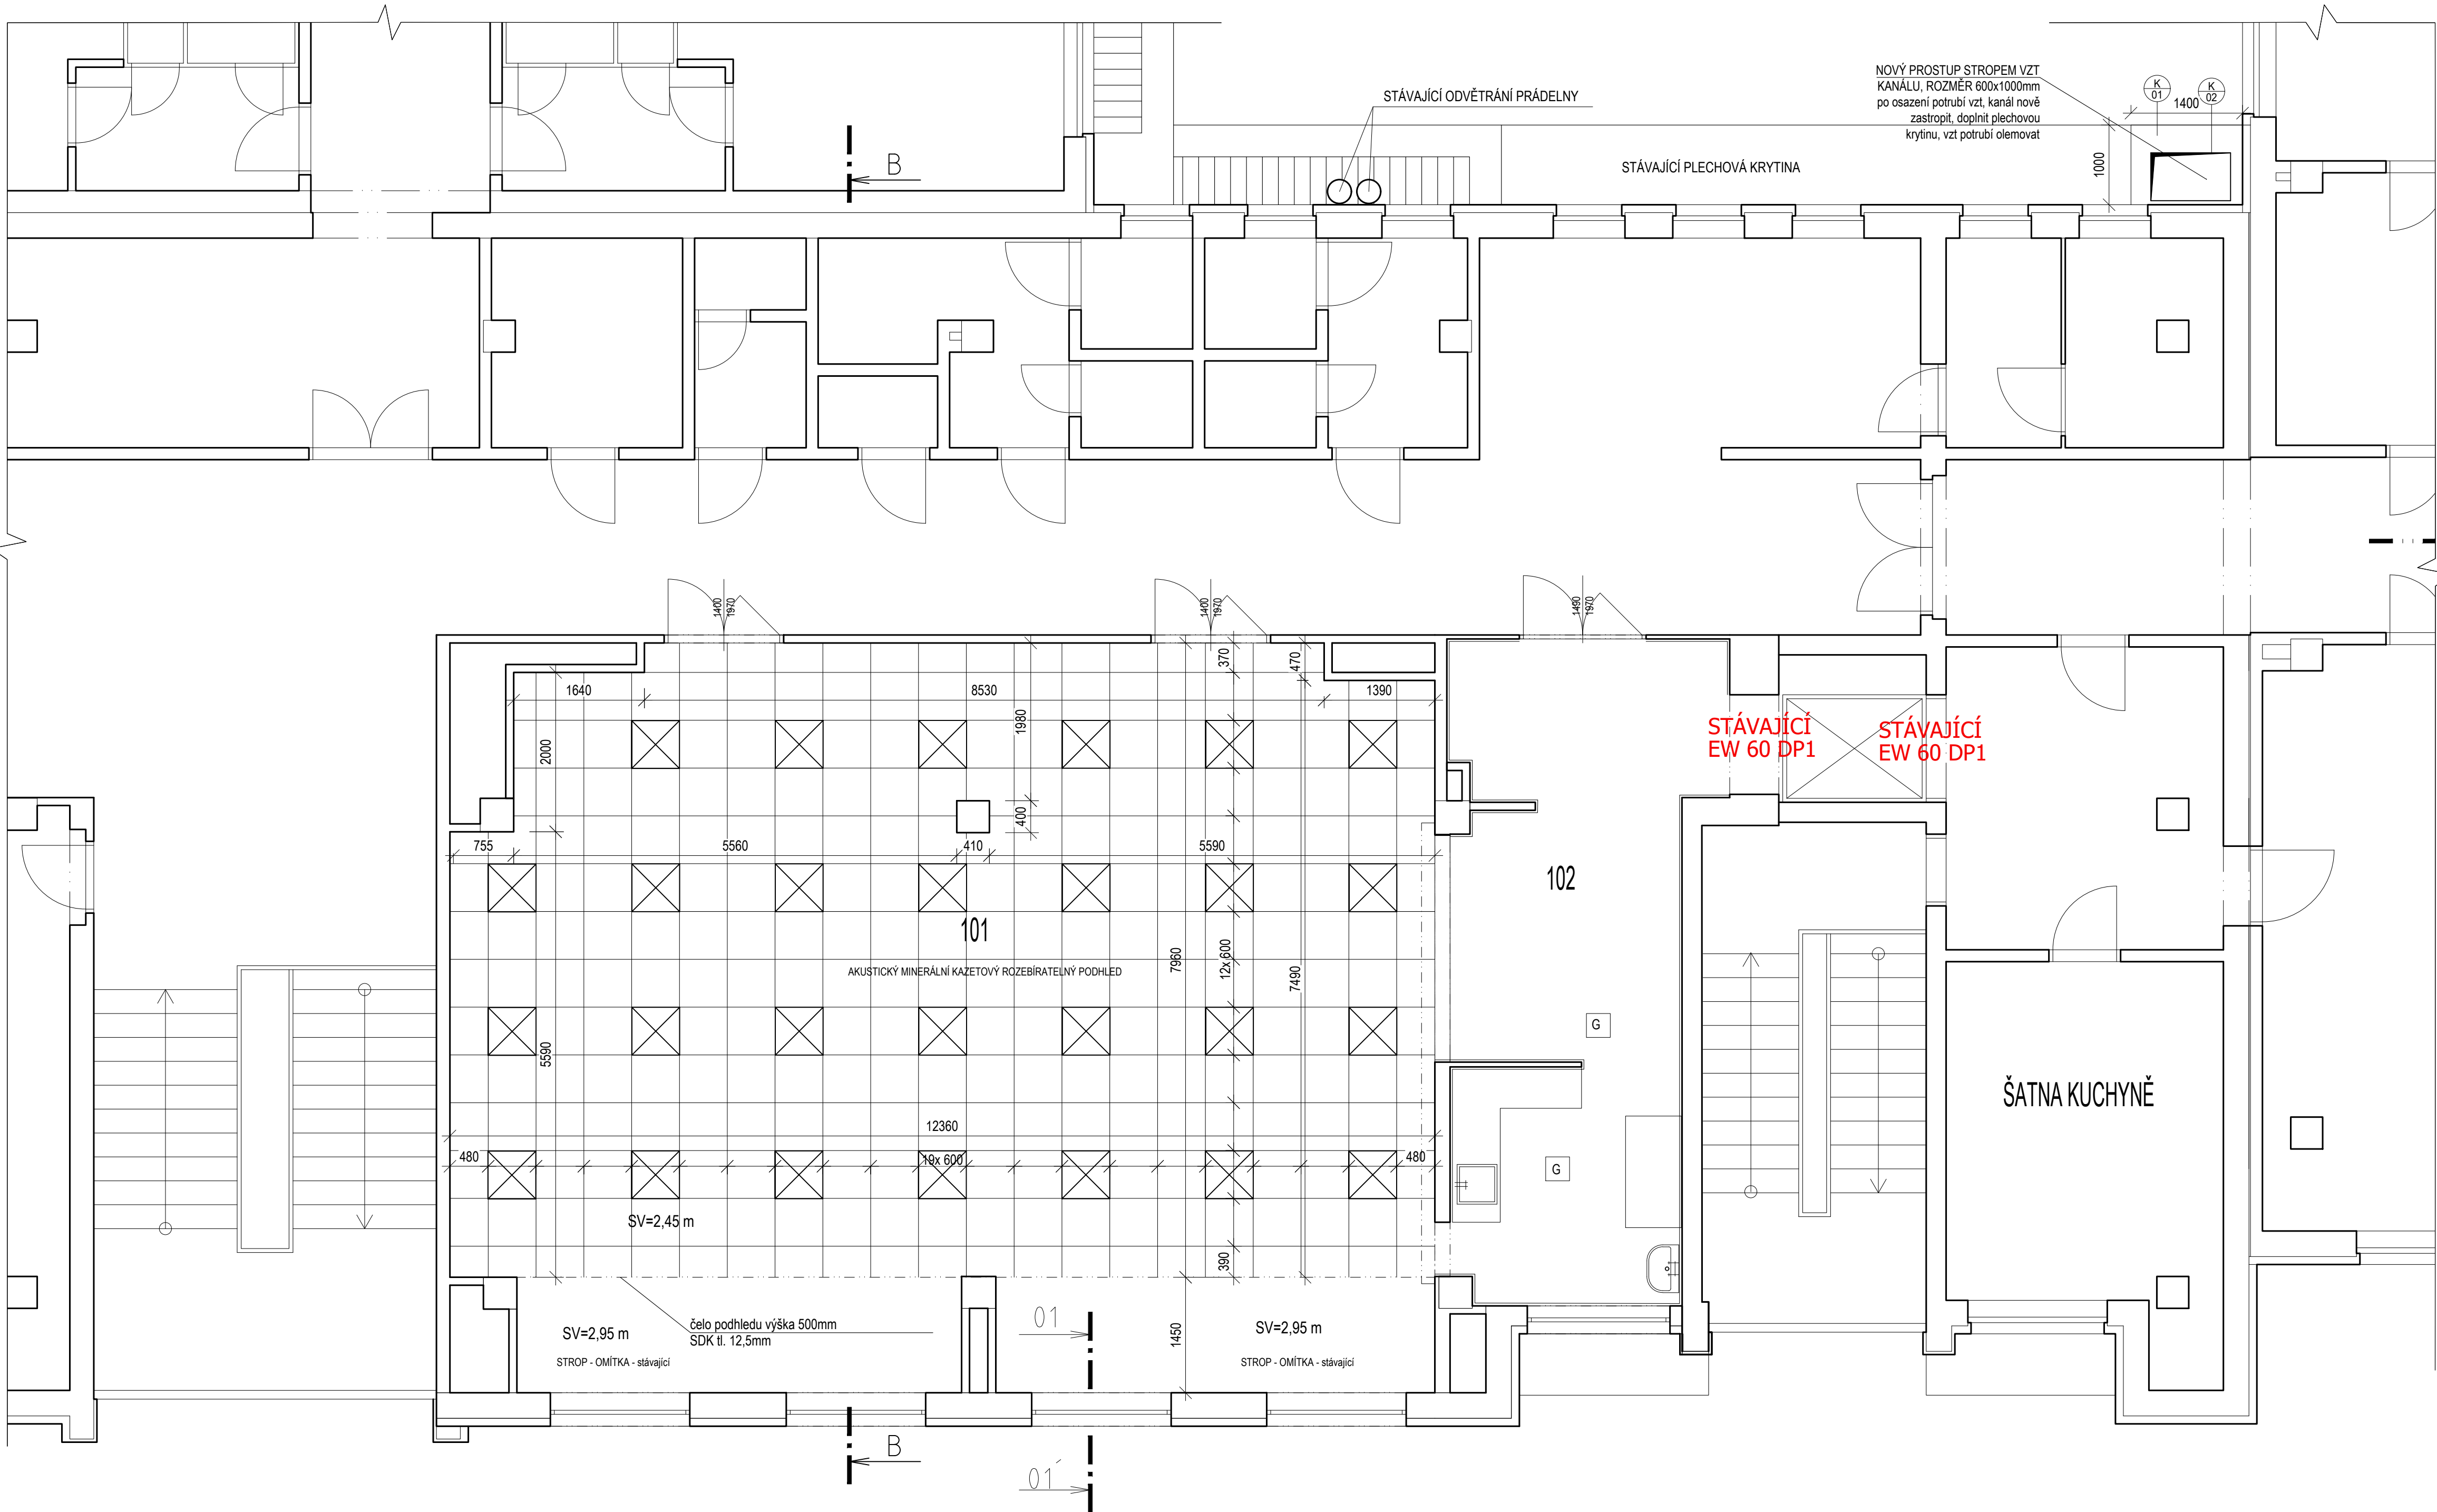 NOVÝ PROSTUP STROPEM VZT
KANÁLU, ROZMĚR 600x1000mm
po osazení potrubí vzt, kanál nově
zastropit, doplnit plechovou
krytinu, vzt potrubí olemovat
K
01
K
02
1400
1000
STÁVAJÍCÍ ODVĚTRÁNÍ PRÁDELNY
STÁVAJÍCÍ PLECHOVÁ KRYTINA
B
1400
1970
1400
1970
1490
1970
370
470
1640
8530
1390
1980
2000
400
STÁVAJÍCÍ
EW 60 DP1
STÁVAJÍCÍ
EW 60 DP1
755
5560
410
5590
102
101
AKUSTICKÝ MINERÁLNÍ KAZETOVÝ ROZEBÍRATELNÝ PODHLED
7960
12x 600
7490
G
5590
ŠATNA KUCHYNĚ
12360
480
19x 600
480
G
SV=2,45 m
390
čelo podhledu výška 500mm
SDK tl. 12,5mm
SV=2,95 m
STROP - OMÍTKA - stávající
01
1450
SV=2,95 m
STROP - OMÍTKA - stávající
B
01´